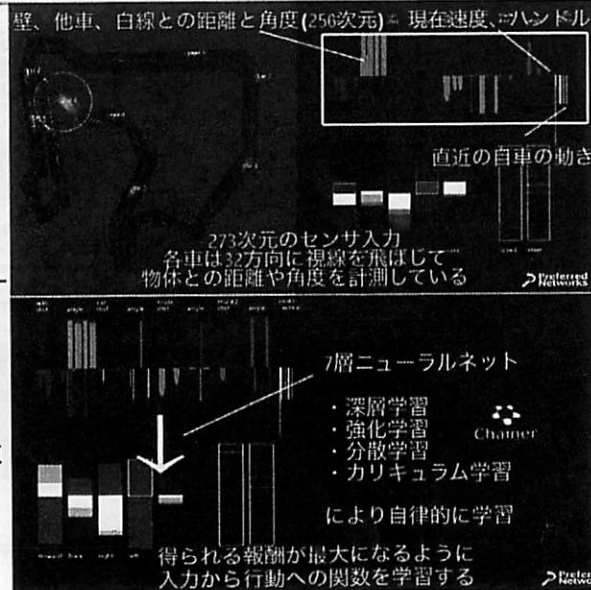 壁、他車、白線との距離と角度(256次元)
現在速度、ハンドル
直近の自車の動き
273次元のセンサ入力
各車は32方向に視線を飛ばして
物体との距離や角度を計測している
Preferred
Networks
7層ニューラルネット
・深層学習
・強化学習
・分散学習
・カリキュラム学習
Chainer
により自律的に学習
得られる報酬が最大になるように
入力から行動への関数を学習する
Preferred
Networks